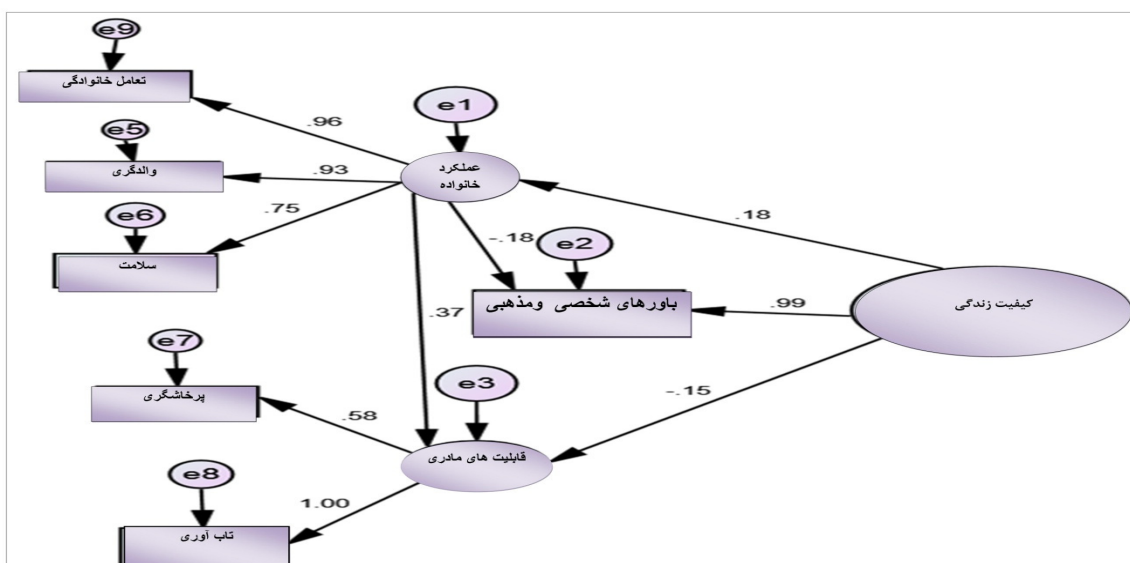 e9
تعامل خانوادگی
.96
e5
والدگری
.93
e6
سلامت
.75
e1
عملکرد
خانواده
.18
-.18
e2
باورهای شخصی ومذهبی
.99
کیفیت زندگی
.37
e7
پرخاشگری
.58
e3
قابلیت های مادری
-.15
e8
تاب آوری
1.00